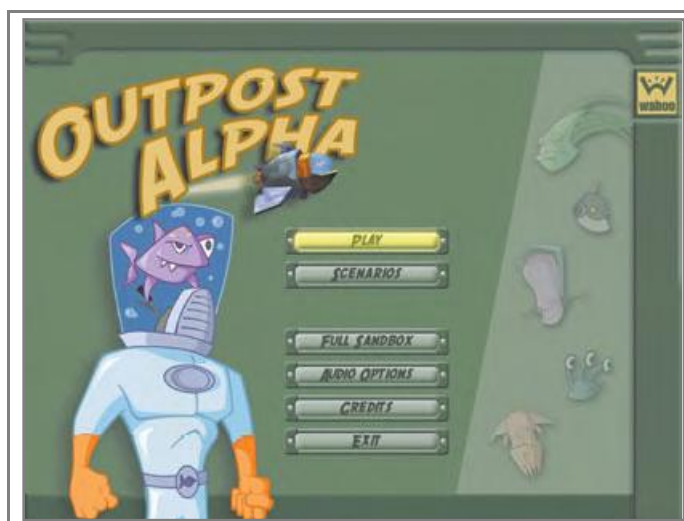 OUTPOST
ALPHA
wahoo
PLAY
SCENARIOS
FULL SANDBOX
AUDIO OPTIONS
CREDITS
EXIT